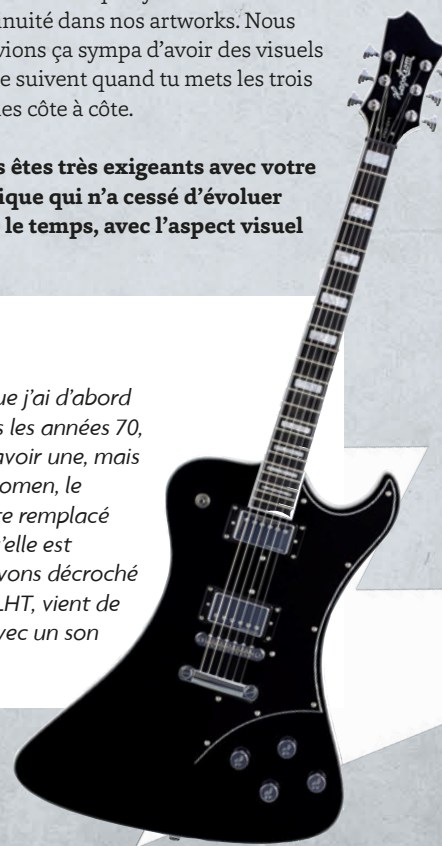 nuité dans nos artworks. Nous
vions ça sympa d'avoir des visuels
e suivent quand tu mets les trois
es côte à côte.
s êtes très exigeants avec votre
ique qui n'a cessé d'évoluer
le temps, avec l'aspect visuel
ue j'ai d'abord
s les années 70,
avoir une, mais
omen, le
re remplacé
'elle est
vons décroché
LHT, vient de
vec un son
Hagstrom